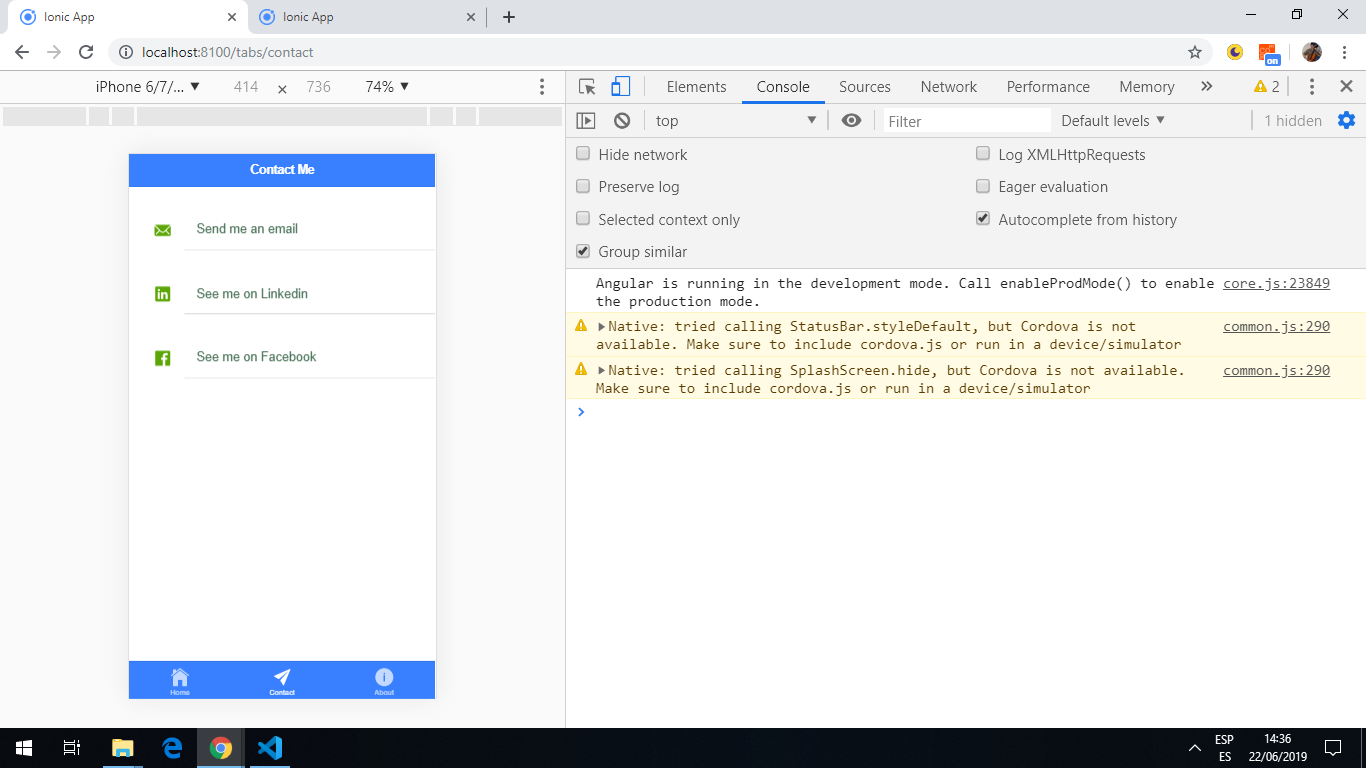 Ionic App
Ionic App
localhost:8100/tabs/contact
iPhone 6/7/... ▼ 414 × 736 74% ▼
Elements Console Sources Network Performance Memory » 2
top ▼ Filter Default levels ▼ 1 hidden
Hide network
Log XMLHttpRequests
Preserve log
Eager evaluation
Selected context only
Autocomplete from history
Group similar
Angular is running in the development mode. Call enableProdMode() to enable core.js:23849
the production mode.
Native: tried calling StatusBar.styleDefault, but Cordova is not common.js:290
available. Make sure to include cordova.js or run in a device/simulator
Native: tried calling SplashScreen.hide, but Cordova is not available. common.js:290
Make sure to include cordova.js or run in a device/simulator
Contact Me
Send me an email
See me on Linkedin
See me on Facebook
Home Contact About
on
ESP
ES
14:36
22/06/2019